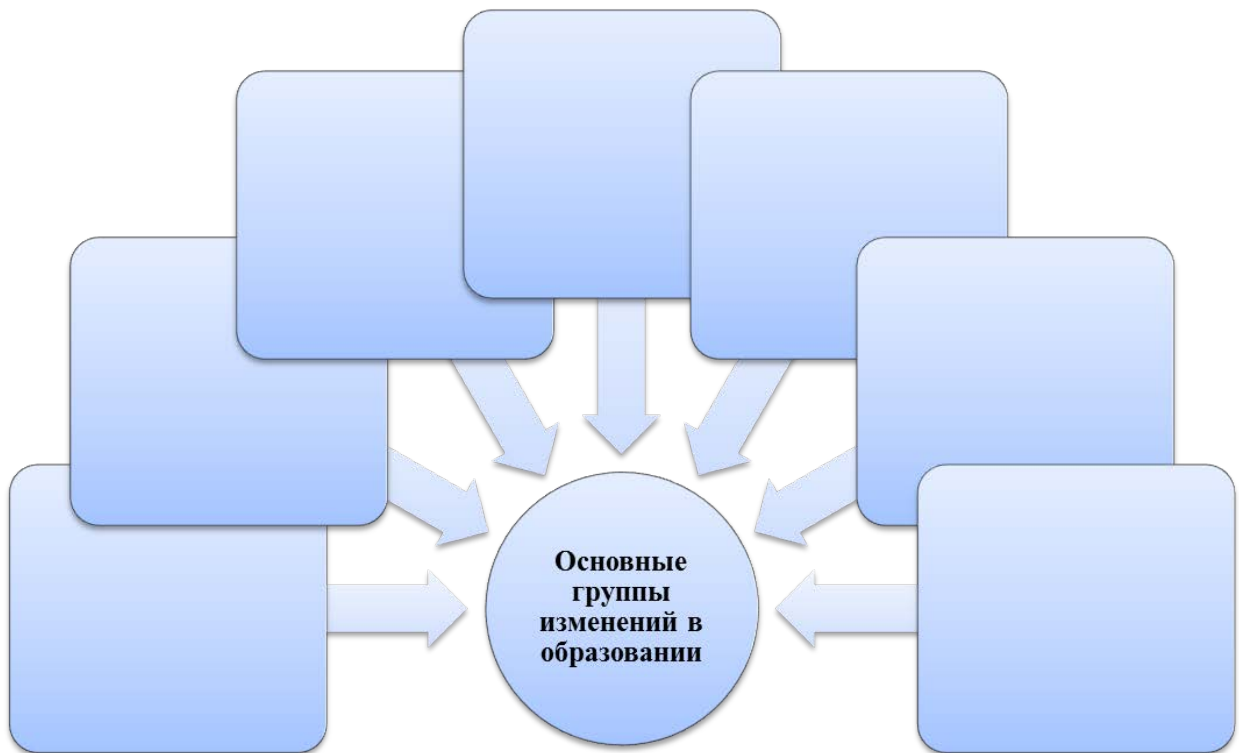 Основные
группы
изменений в
образовании